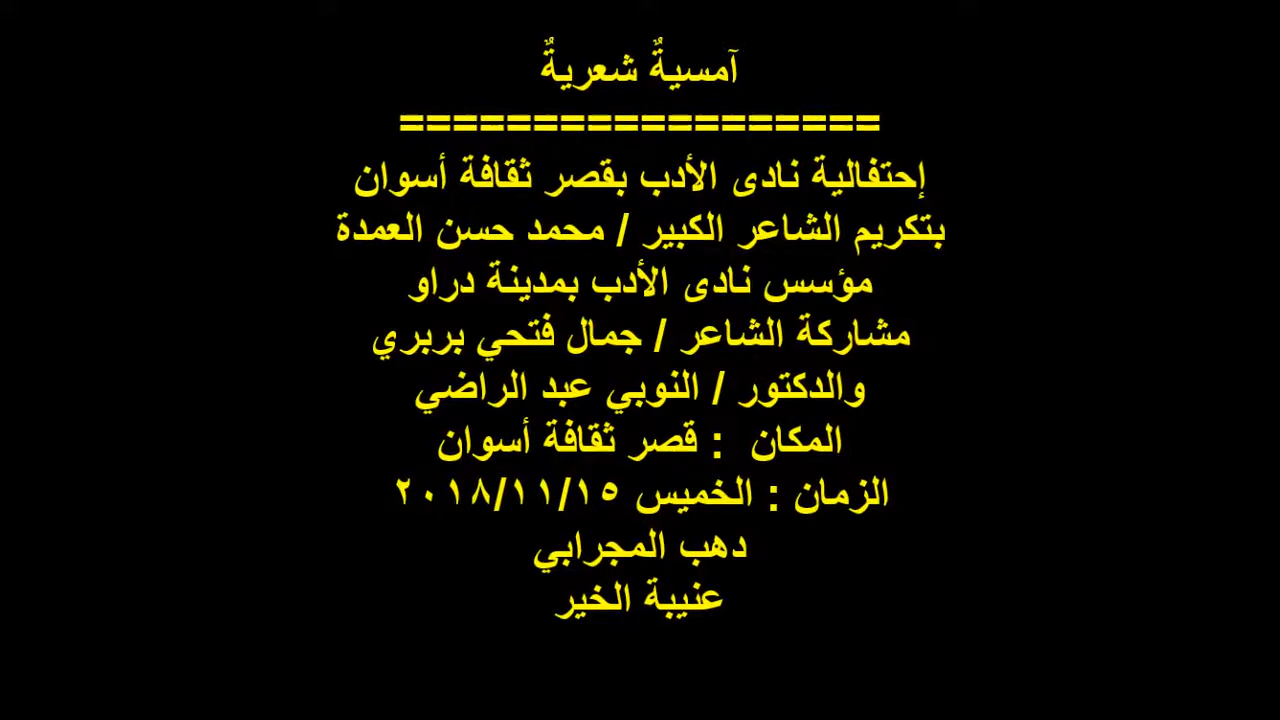 آمسيةٌ شعريةٌ
==================
إحتفالية نادى الأدب بقصر ثقافة أسوان
بتكريم الشاعر الكبير / محمد حسن العمدة
مؤسس نادى الأدب بمدينة دراو
مشاركة الشاعر / جمال فتحي بربري
والدكتور / النوبي عبد الراضي
المكان : قصر ثقافة أسوان
الزمان : الخميس ٢٠١٨/١١/١٥
دهب المجرابي
عنيبة الخير